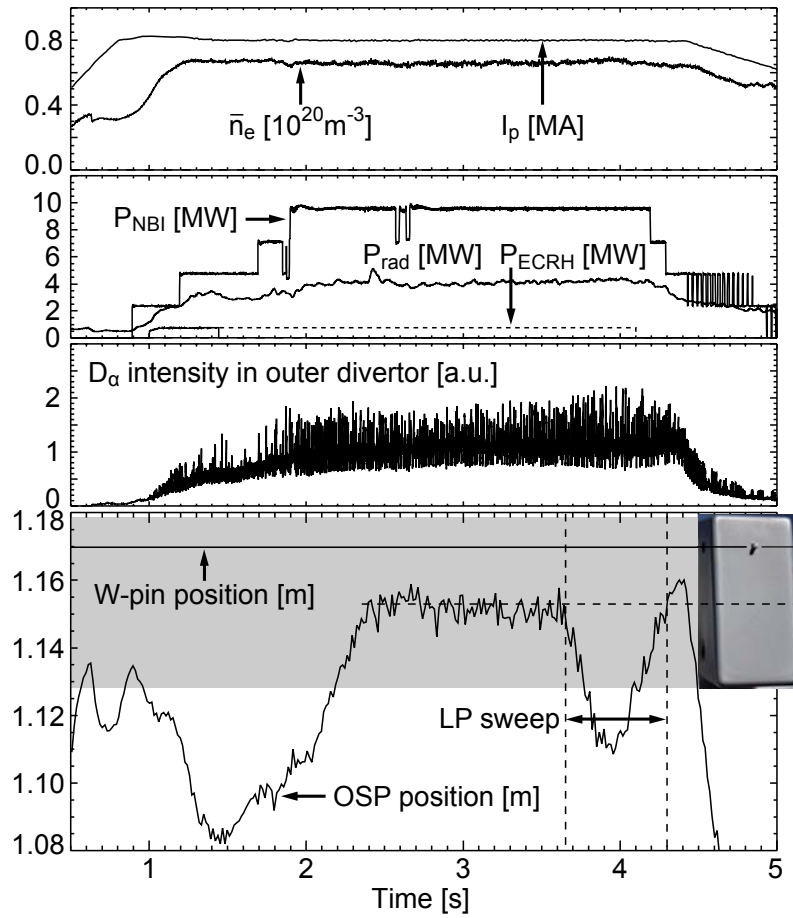 0.8
0.4
0.0
n̄e [10²⁰m⁻³]
Ip [MA]
10
8
6
4
2
0
PNBI [MW]
Prad [MW]
PECRH [MW]
Dα intensity in outer divertor [a.u.]
2
1
0
1.18
1.16
1.14
1.12
1.10
1.08
W-pin position [m]
LP sweep
OSP position [m]
1 2 3 4 5
Time [s]